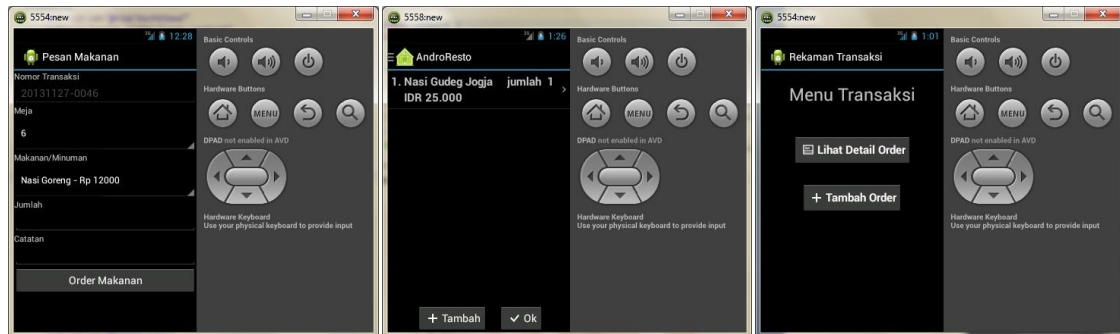 5554:new
12:28
Pesan Makanan
Nomor Transaksi
20131127-0046
Meja
6
Makanan/Minuman
Nasi Goreng - Rp 12000
Jumlah
Catatan
Order Makanan
Basic Controls
Hardware Buttons
MENU
DPAD not enabled in AVD
Hardware Keyboard
Use your physical keyboard to provide input
5558:new
1:26
AndroResto
1. Nasi Gudeg Jogja jumlah 1
IDR 25.000
+ Tambah
Ok
Basic Controls
Hardware Buttons
MENU
DPAD not enabled in AVD
Hardware Keyboard
Use your physical keyboard to provide input
5554:new
1:01
Rekaman Transaksi
Menu Transaksi
Lihat Detail Order
+ Tambah Order
Basic Controls
Hardware Buttons
MENU
DPAD not enabled in AVD
Hardware Keyboard
Use your physical keyboard to provide input